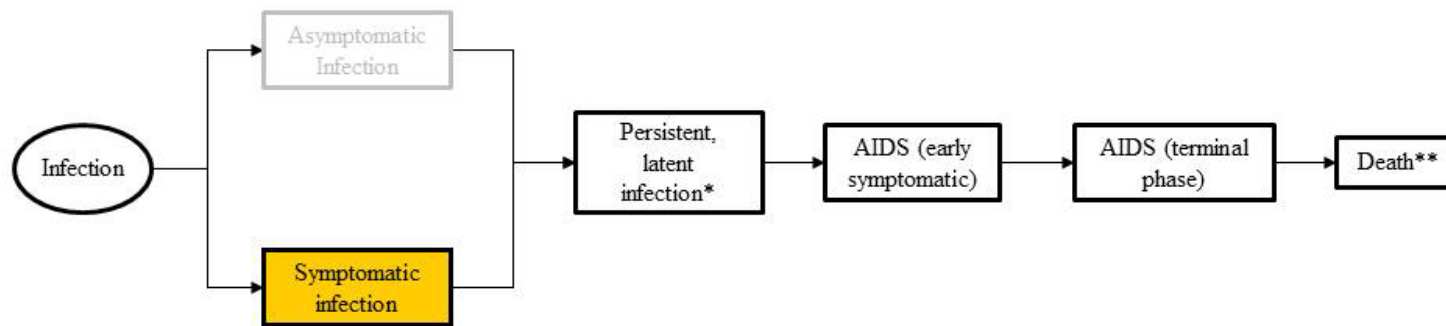 Asymptomatic
Infection
Infection
Persistent,
latent
infection*
AIDS (early
symptomatic)
AIDS (terminal
phase)
Death**
Symptomatic
infection